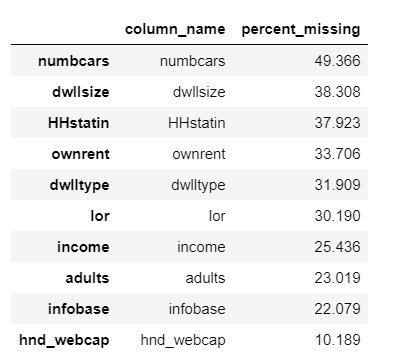 column_name percent_missing
numbcars numbcars 49.366
dwllsize dwllsize 38.308
HHstatin HHstatin 37.923
ownrent ownrent 33.706
dwlltype dwlltype 31.909
lor lor 30.190
income income 25.436
adults adults 23.019
infobase infobase 22.079
hnd_webcap hnd_webcap 10.189